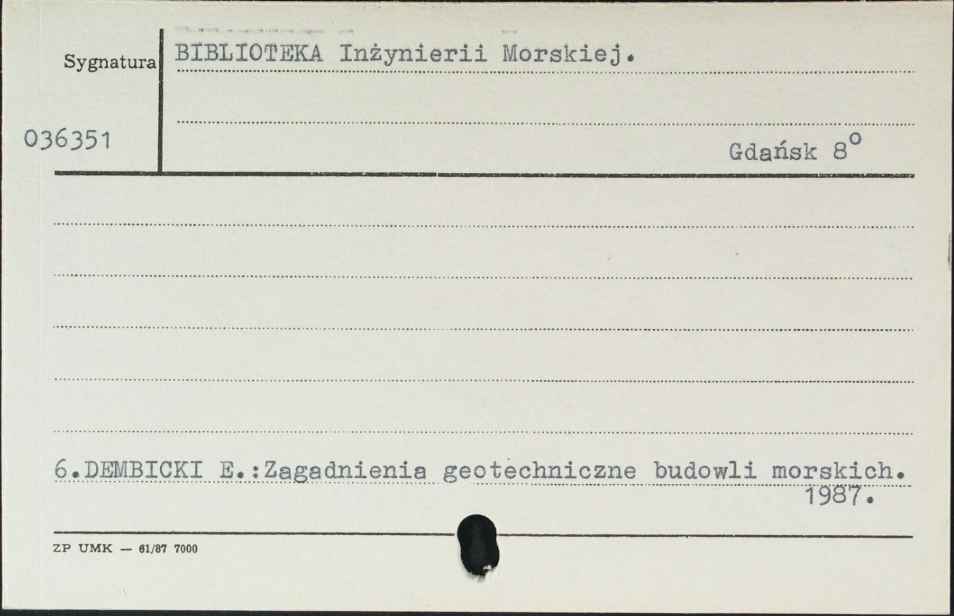 Sygnatura
BIBLIOTEKA Inżynierii Morskiej.
036351
Gdańsk 8°
6.DEMBICKI E.:Zagadnienia geotechniczne budowli morskich.
1987.
ZP UMK — 61/87 7000